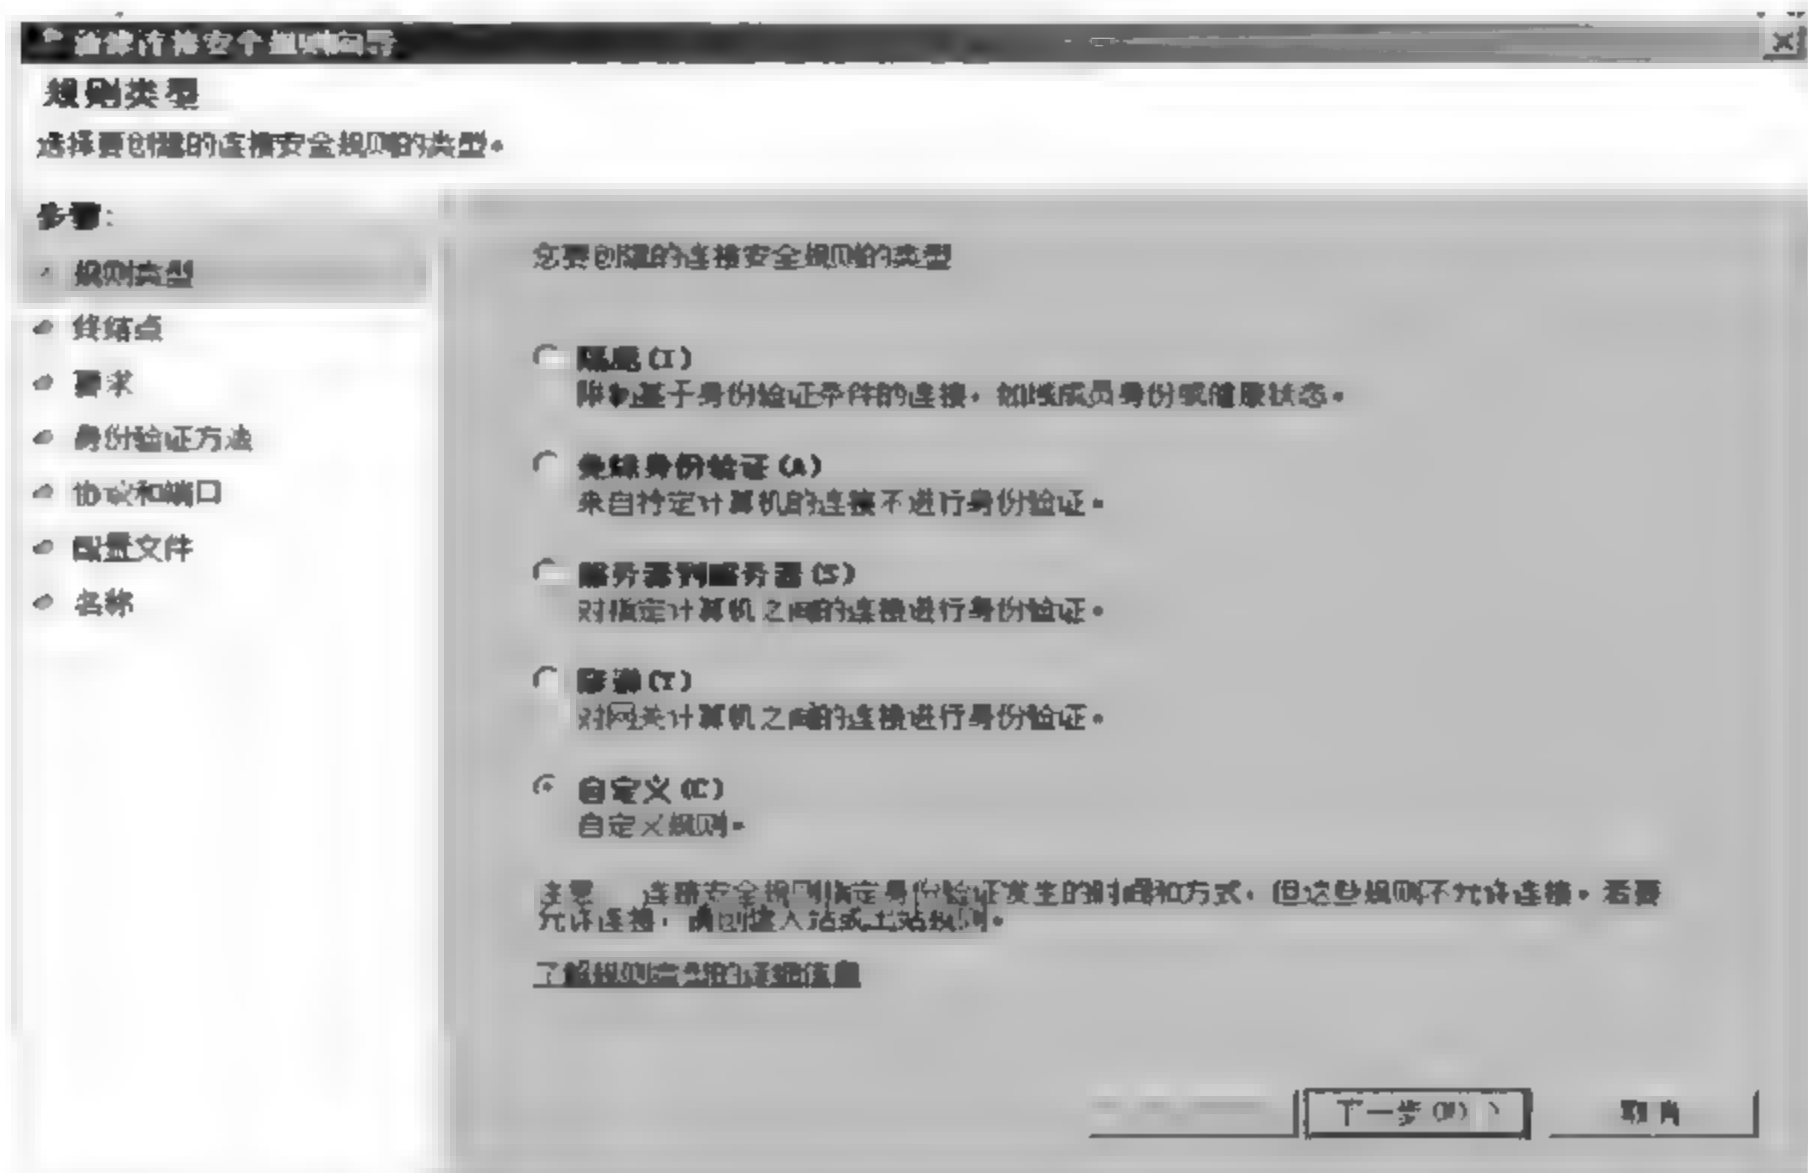 新建连接安全规则向导
规则类型
选择要创建的连接安全规则的类型。
步骤:
规则类型
终结点
要求
身份验证方法
协议和端口
配置文件
名称
您要创建的连接安全规则的类型
隔离(I)
限制基于身份验证条件的连接，如域成员身份或健康状态。
免除身份验证(A)
来自特定计算机的连接不进行身份验证。
服务器到服务器(S)
对指定计算机之间的连接进行身份验证。
隧道(T)
对网关计算机之间的连接进行身份验证。
自定义(C)
自定义规则。
注意: 连接安全规则指定身份验证发生的时间和方式，但这些规则不允许连接。若要
允许连接，请创建入站或出站规则。
了解规则类型的详细信息
下一步(N) >
取消